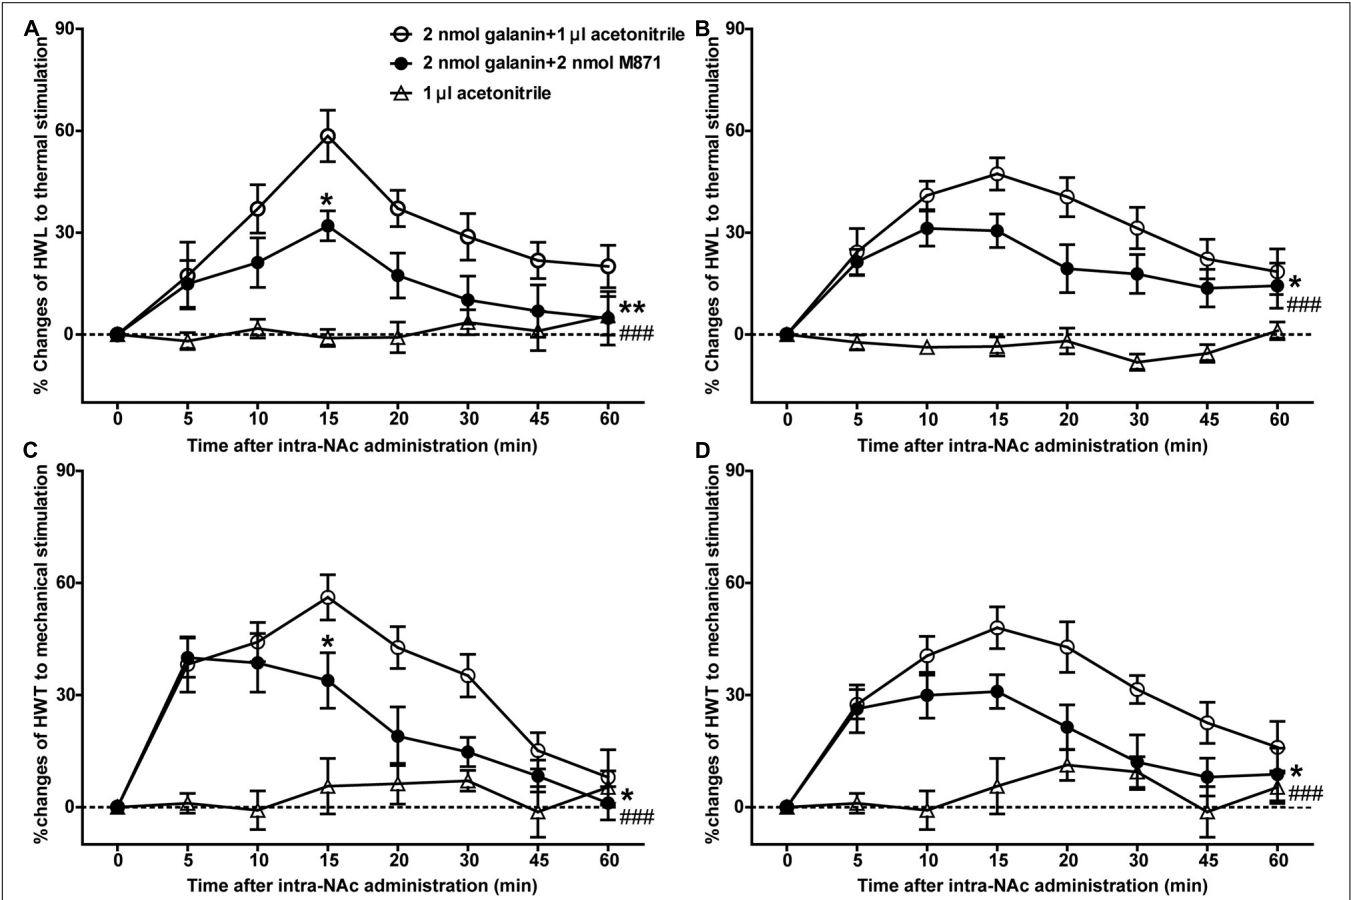 A
% Changes of HWL to thermal stimulation
90
60
30
0
2 nmol galanin+1 μl acetonitrile
2 nmol galanin+2 nmol M871
1 μl acetonitrile
*
**
###
0 5 10 15 20 30 45 60
Time after intra-NAc administration (min)
B
% Changes of HWL to thermal stimulation
90
60
30
0
*
###
0 5 10 15 20 30 45 60
Time after intra-NAc administration (min)
C
%changes of HWT to mechanical stimulation
90
60
30
0
*
*
###
0 5 10 15 20 30 45 60
Time after intra-NAc administration (min)
D
%changes of HWT to mechanical stimulation
90
60
30
0
*
###
0 5 10 15 20 30 45 60
Time after intra-NAc administration (min)